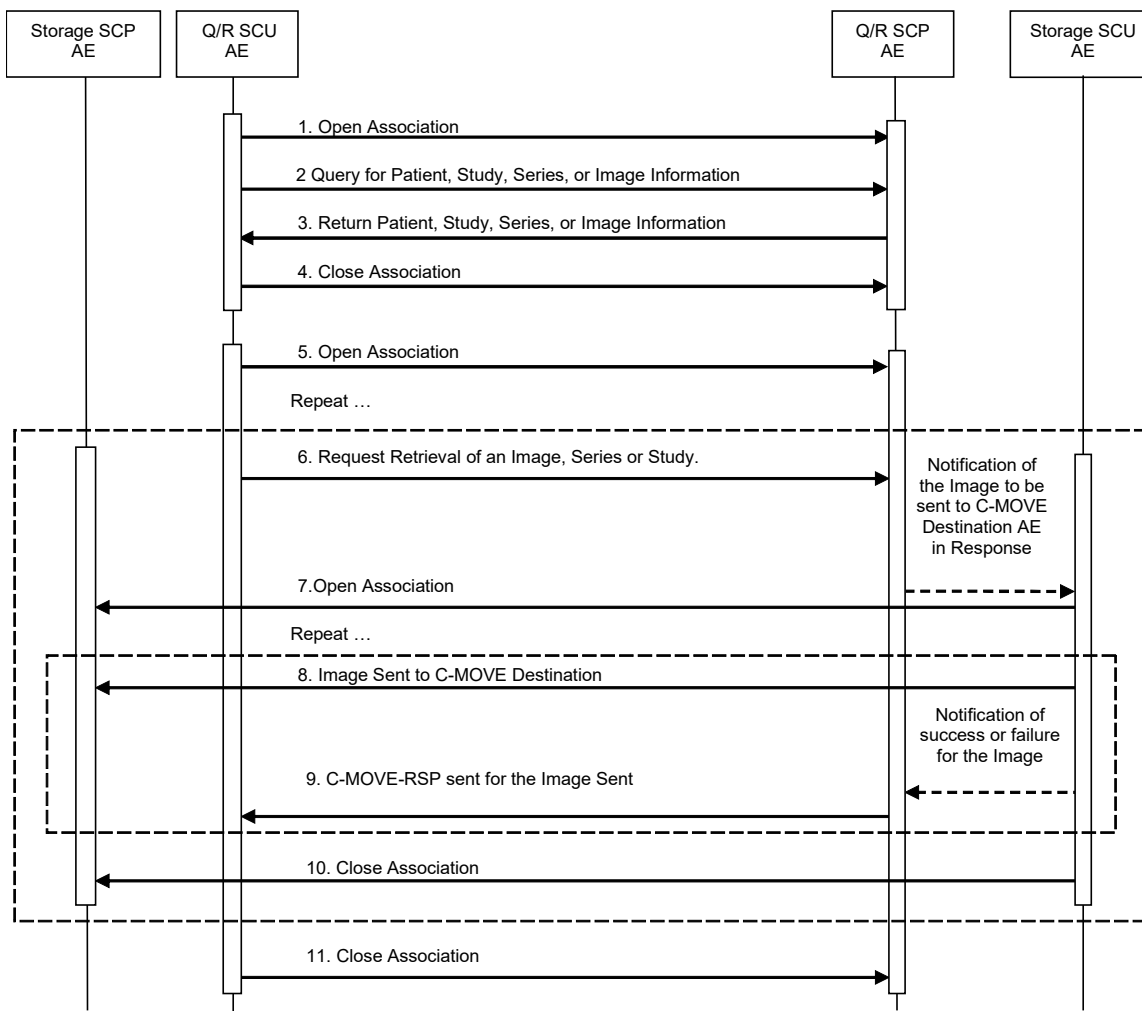 Storage SCP
AE
Q/R SCU
AE
Q/R SCP
AE
Storage SCU
AE
1. Open Association
2 Query for Patient, Study, Series, or Image Information
3. Return Patient, Study, Series, or Image Information
4. Close Association
5. Open Association
Repeat …
6. Request Retrieval of an Image, Series or Study.
Notification of
the Image to be
sent to C-MOVE
Destination AE
in Response
7.Open Association
Repeat …
8. Image Sent to C-MOVE Destination
Notification of
success or failure
for the Image
9. C-MOVE-RSP sent for the Image Sent
10. Close Association
11. Close Association